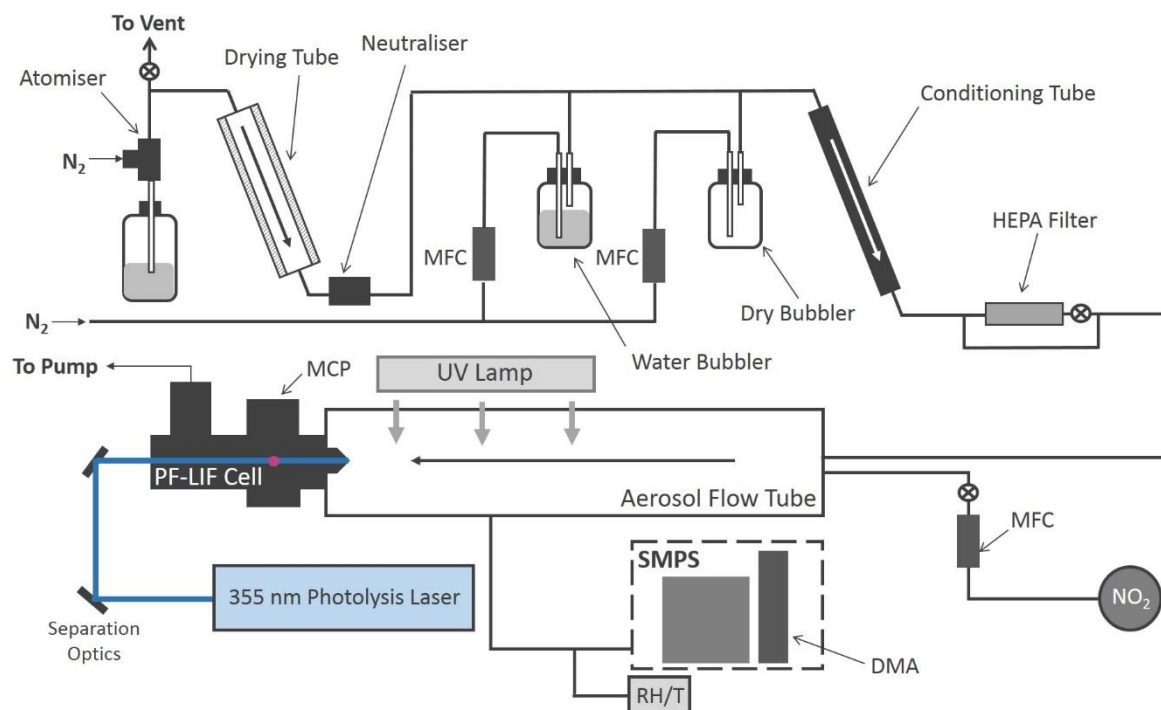 To Vent
Atomiser
Drying Tube
Neutraliser
Conditioning Tube
N₂
MFC
MFC
HEPA Filter
Dry Bubbler
Water Bubbler
N₂
To Pump
MCP
UV Lamp
PF-LIF Cell
Aerosol Flow Tube
MFC
SMPS
355 nm Photolysis Laser
NO₂
Separation
Optics
DMA
RH/T